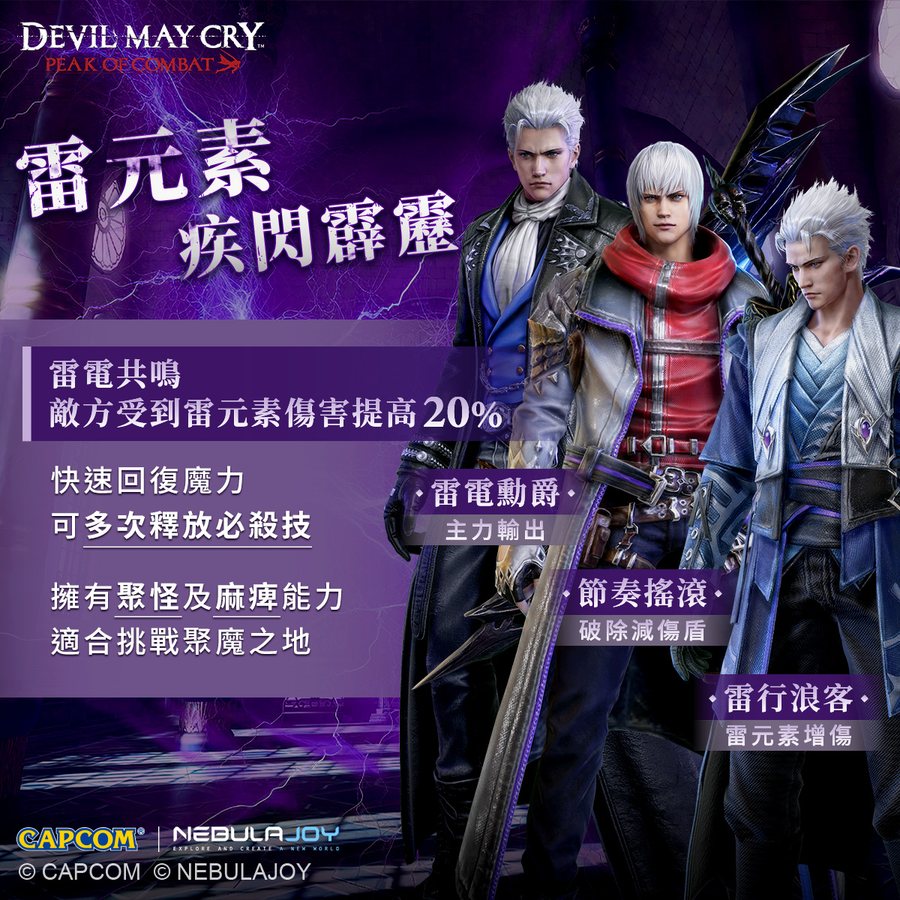 DEVIL MAY CRY™
PEAK OF COMBAT
雷元素
疾閃霹靂
雷電共鳴
敵方受到雷元素傷害提高20%
快速回復魔力
可多次釋放必殺技
擁有聚怪及麻痺能力
適合挑戰聚魔之地
·雷電勳爵·
主力輸出
·節奏搖滾·
破除減傷盾
·雷行浪客·
雷元素增傷
CAPCOM® | NEBULAJOY
EXPLORE AND CREATE A NEW WORLD
© CAPCOM © NEBULAJOY